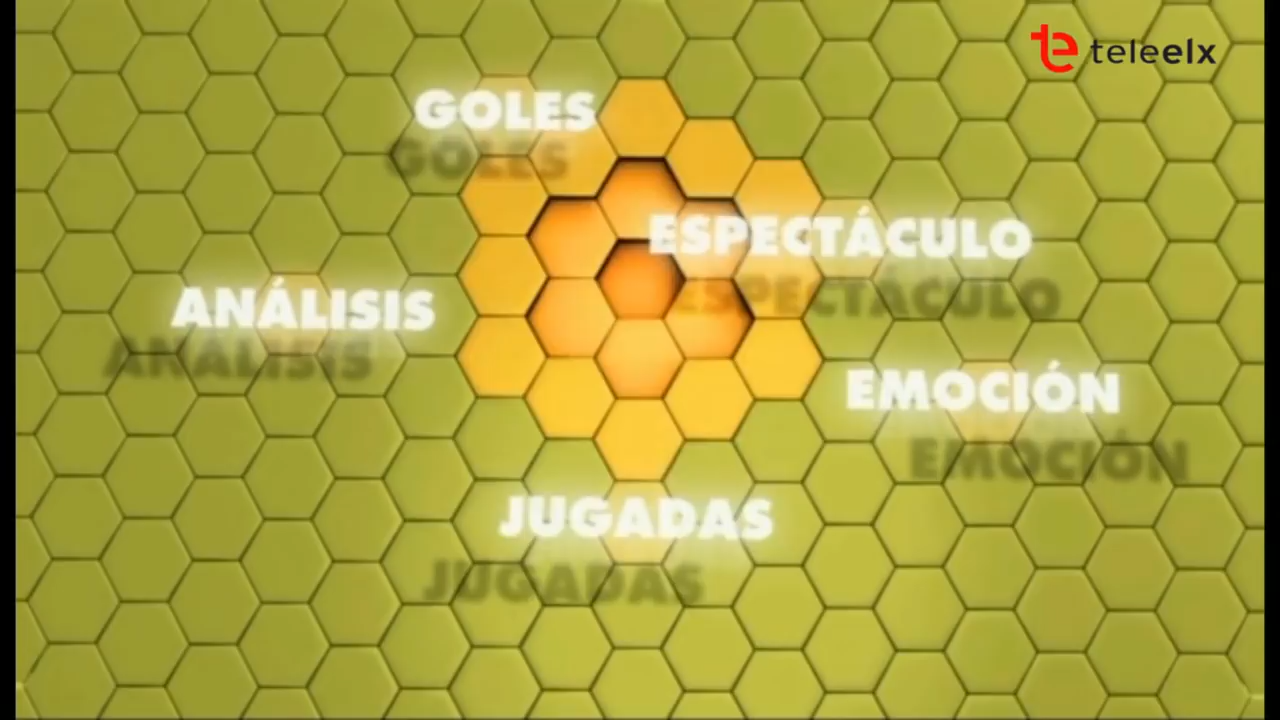 teleelx
GOLES
ESPECTÁCULO
ANÁLISIS
EMOCIÓN
JUGADAS